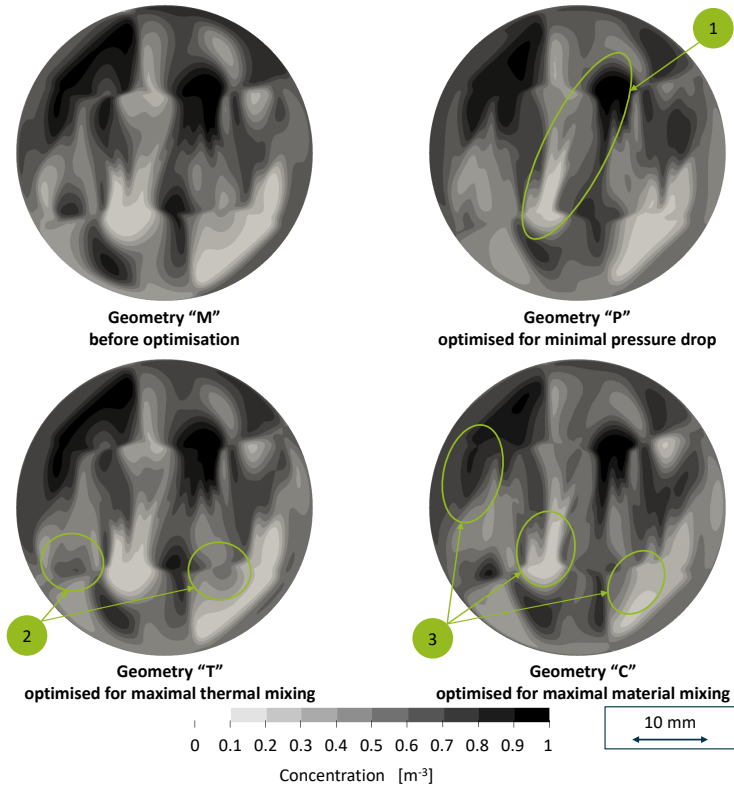 1
Geometry “M”
before optimisation
Geometry “P”
optimised for minimal pressure drop
2
3
Geometry “T”
optimised for maximal thermal mixing
Geometry “C”
optimised for maximal material mixing
0 0.1 0.2 0.3 0.4 0.5 0.6 0.7 0.8 0.9 1
Concentration [m-3]
10 mm